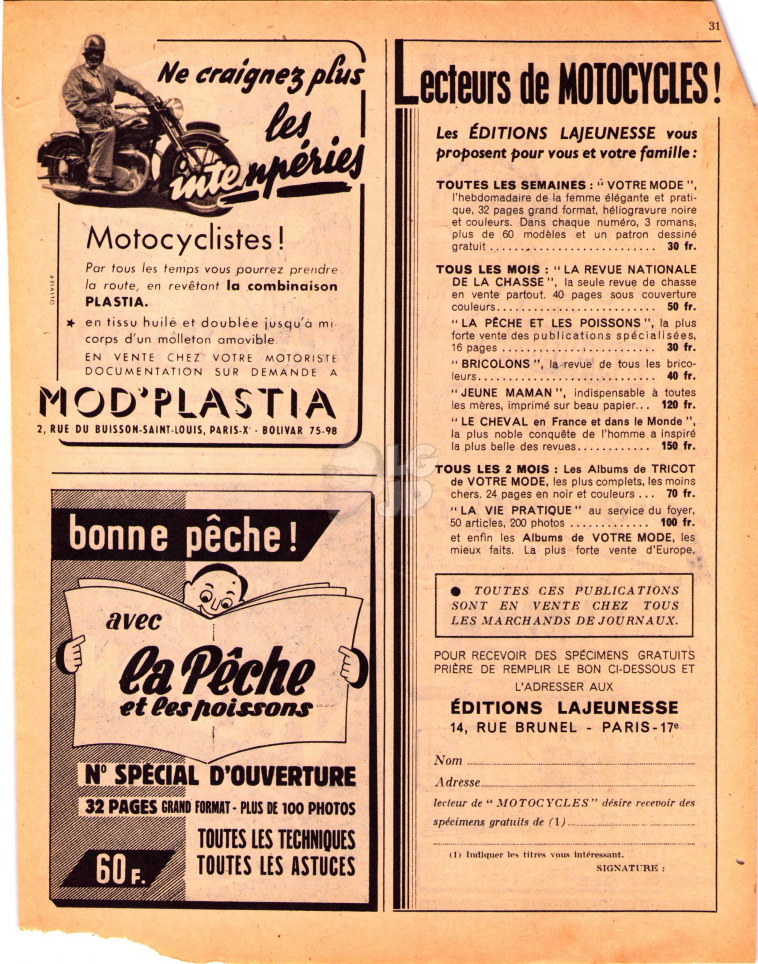 31
Ne craignez plus
les
intempéries
Motocyclistes !
Par tous les temps vous pourrez prendre
la route, en revêtant la combinaison
PLASTIA.
★ en tissu huilé et doublée jusqu'à mi
corps d'un molleton amovible.
EN VENTE CHEZ VOTRE MOTORISTE
DOCUMENTATION SUR DEMANDE A
MOD'PLASTIA
2, RUE DU BUISSON-SAINT-LOUIS, PARIS-Xe - BOLIVAR 75-98
OLIVIER
bonne pêche !
avec
la Pêche
et les poissons
N° SPÉCIAL D'OUVERTURE
32 PAGES GRAND FORMAT - PLUS DE 100 PHOTOS
TOUTES LES TECHNIQUES
TOUTES LES ASTUCES
60 F.
Lecteurs de MOTOCYCLES !
Les ÉDITIONS LAJEUNESSE vous
proposent pour vous et votre famille :
TOUTES LES SEMAINES : " VOTRE MODE ",
l'hebdomadaire de la femme élégante et prati-
que, 32 pages grand format, héliogravure noire
et couleurs. Dans chaque numéro, 3 romans,
plus de 60 modèles et un patron dessiné
gratuit ............................ 30 fr.
TOUS LES MOIS : " LA REVUE NATIONALE
DE LA CHASSE ", la seule revue de chasse
en vente partout. 40 pages sous couverture
couleurs........................... 50 fr.
" LA PÊCHE ET LES POISSONS ", la plus
forte vente des publications spécialisées,
16 pages .......................... 30 fr.
" BRICOLONS ", la revue de tous les brico-
leurs.............................. 40 fr.
" JEUNE MAMAN ", indispensable à toutes
les mères, imprimé sur beau papier... 120 fr.
" LE CHEVAL en France et dans le Monde ",
la plus noble conquête de l'homme a inspiré
la plus belle des revues............ 150 fr.
TOUS LES 2 MOIS : Les Albums de TRICOT
de VOTRE MODE, les plus complets, les moins
chers. 24 pages en noir et couleurs ... 70 fr.
" LA VIE PRATIQUE " au service du foyer,
50 articles, 200 photos ............. 100 fr.
et enfin les Albums de VOTRE MODE, les
mieux faits. La plus forte vente d'Europe.
● TOUTES CES PUBLICATIONS
SONT EN VENTE CHEZ TOUS
LES MARCHANDS DE JOURNAUX.
POUR RECEVOIR DES SPÉCIMENS GRATUITS
PRIÈRE DE REMPLIR LE BON CI-DESSOUS ET
L'ADRESSER AUX
ÉDITIONS LAJEUNESSE
14, RUE BRUNEL - PARIS-17e
Nom
Adresse
lecteur de " MOTOCYCLES " désire recevoir des
spécimens gratuits de (1)
(1) Indiquer les titres vous intéressant.
SIGNATURE :
LG
JP